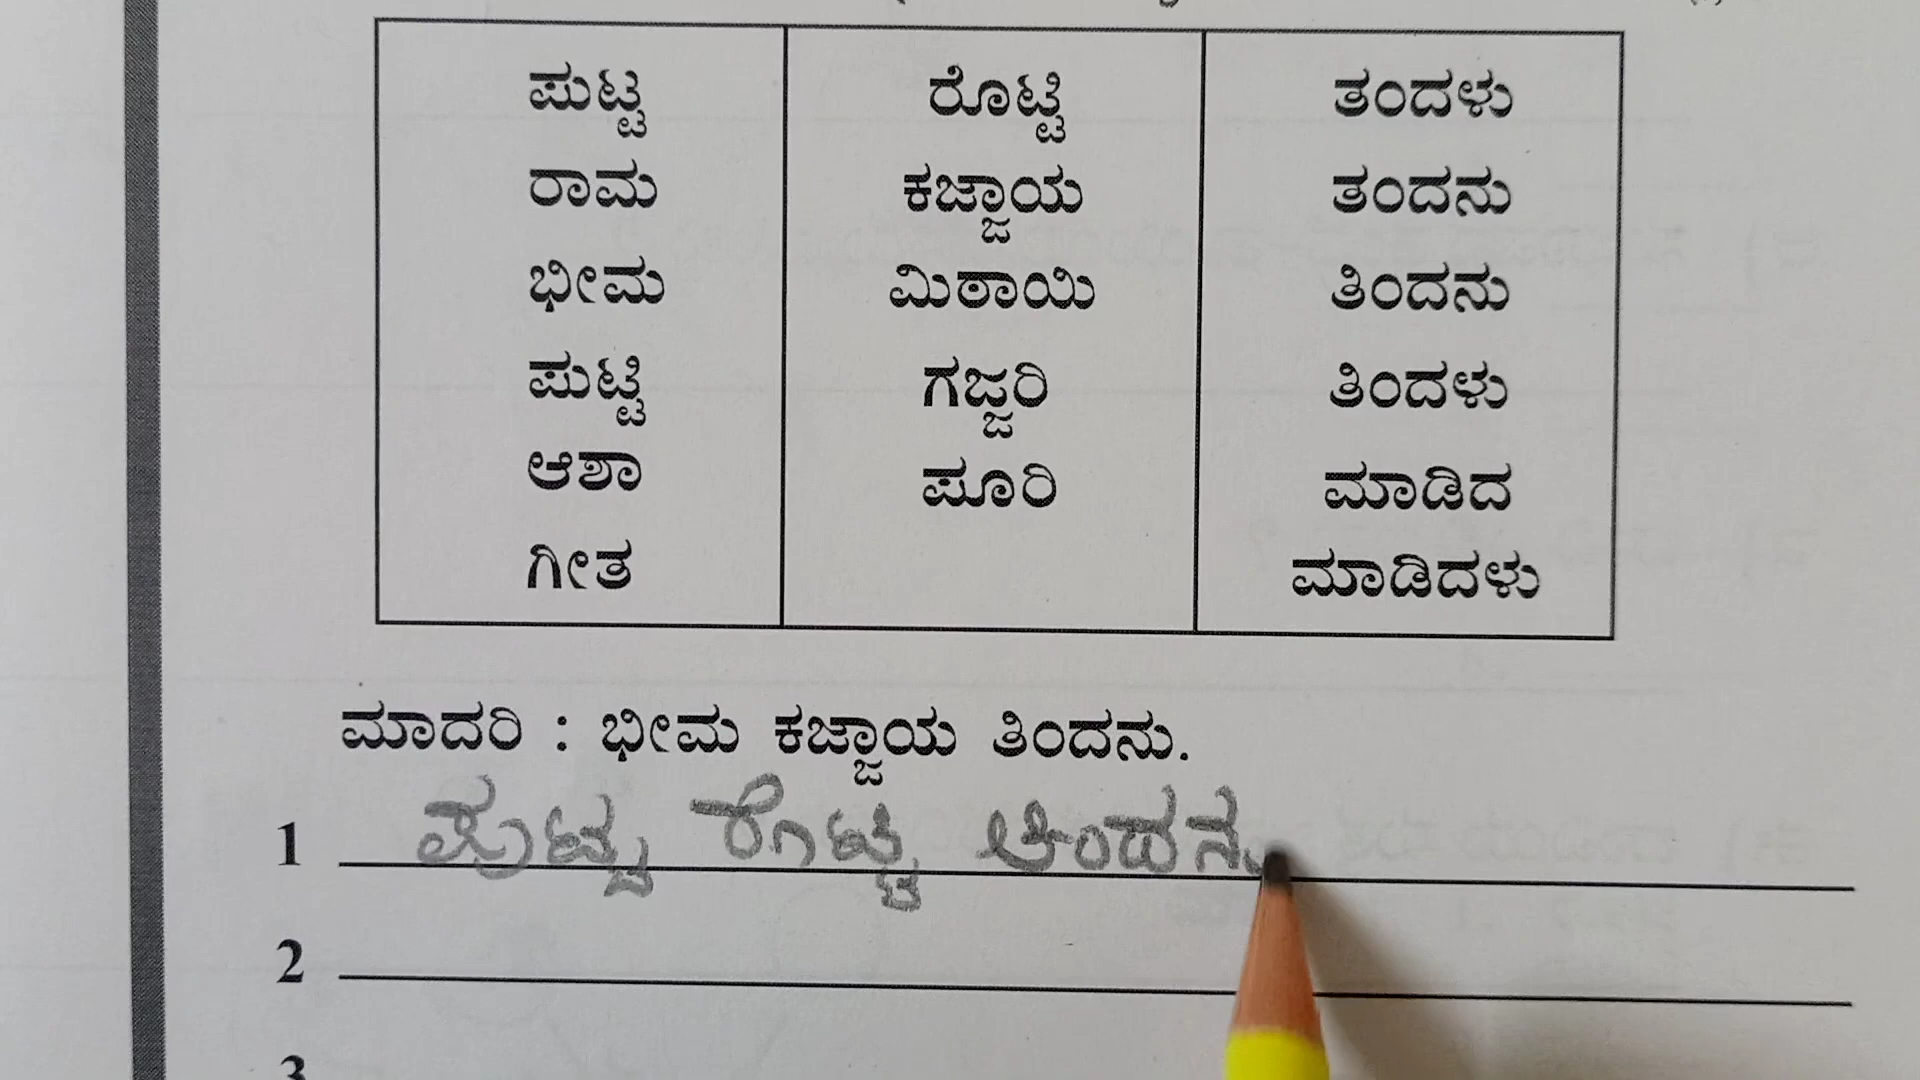 ಪುಟ್ಟ ರೊಟ್ಟಿ ತಂದಳು
ರಾಮ ಕಜ್ಜಾಯ ತಂದನು
ಭೀಮ ಮಿಠಾಯಿ ತಿಂದನು
ಪುಟ್ಟಿ ಗಜ್ಜರಿ ತಿಂದಳು
ಆಶಾ ಪೂರಿ ಮಾಡಿದ
ಗೀತ ಮಾಡಿದಳು
ಮಾದರಿ : ಭೀಮ ಕಜ್ಜಾಯ ತಿಂದನು.
1 ಪುಟ್ಟ ರೊಟ್ಟಿ ತಿಂದನು
2
3